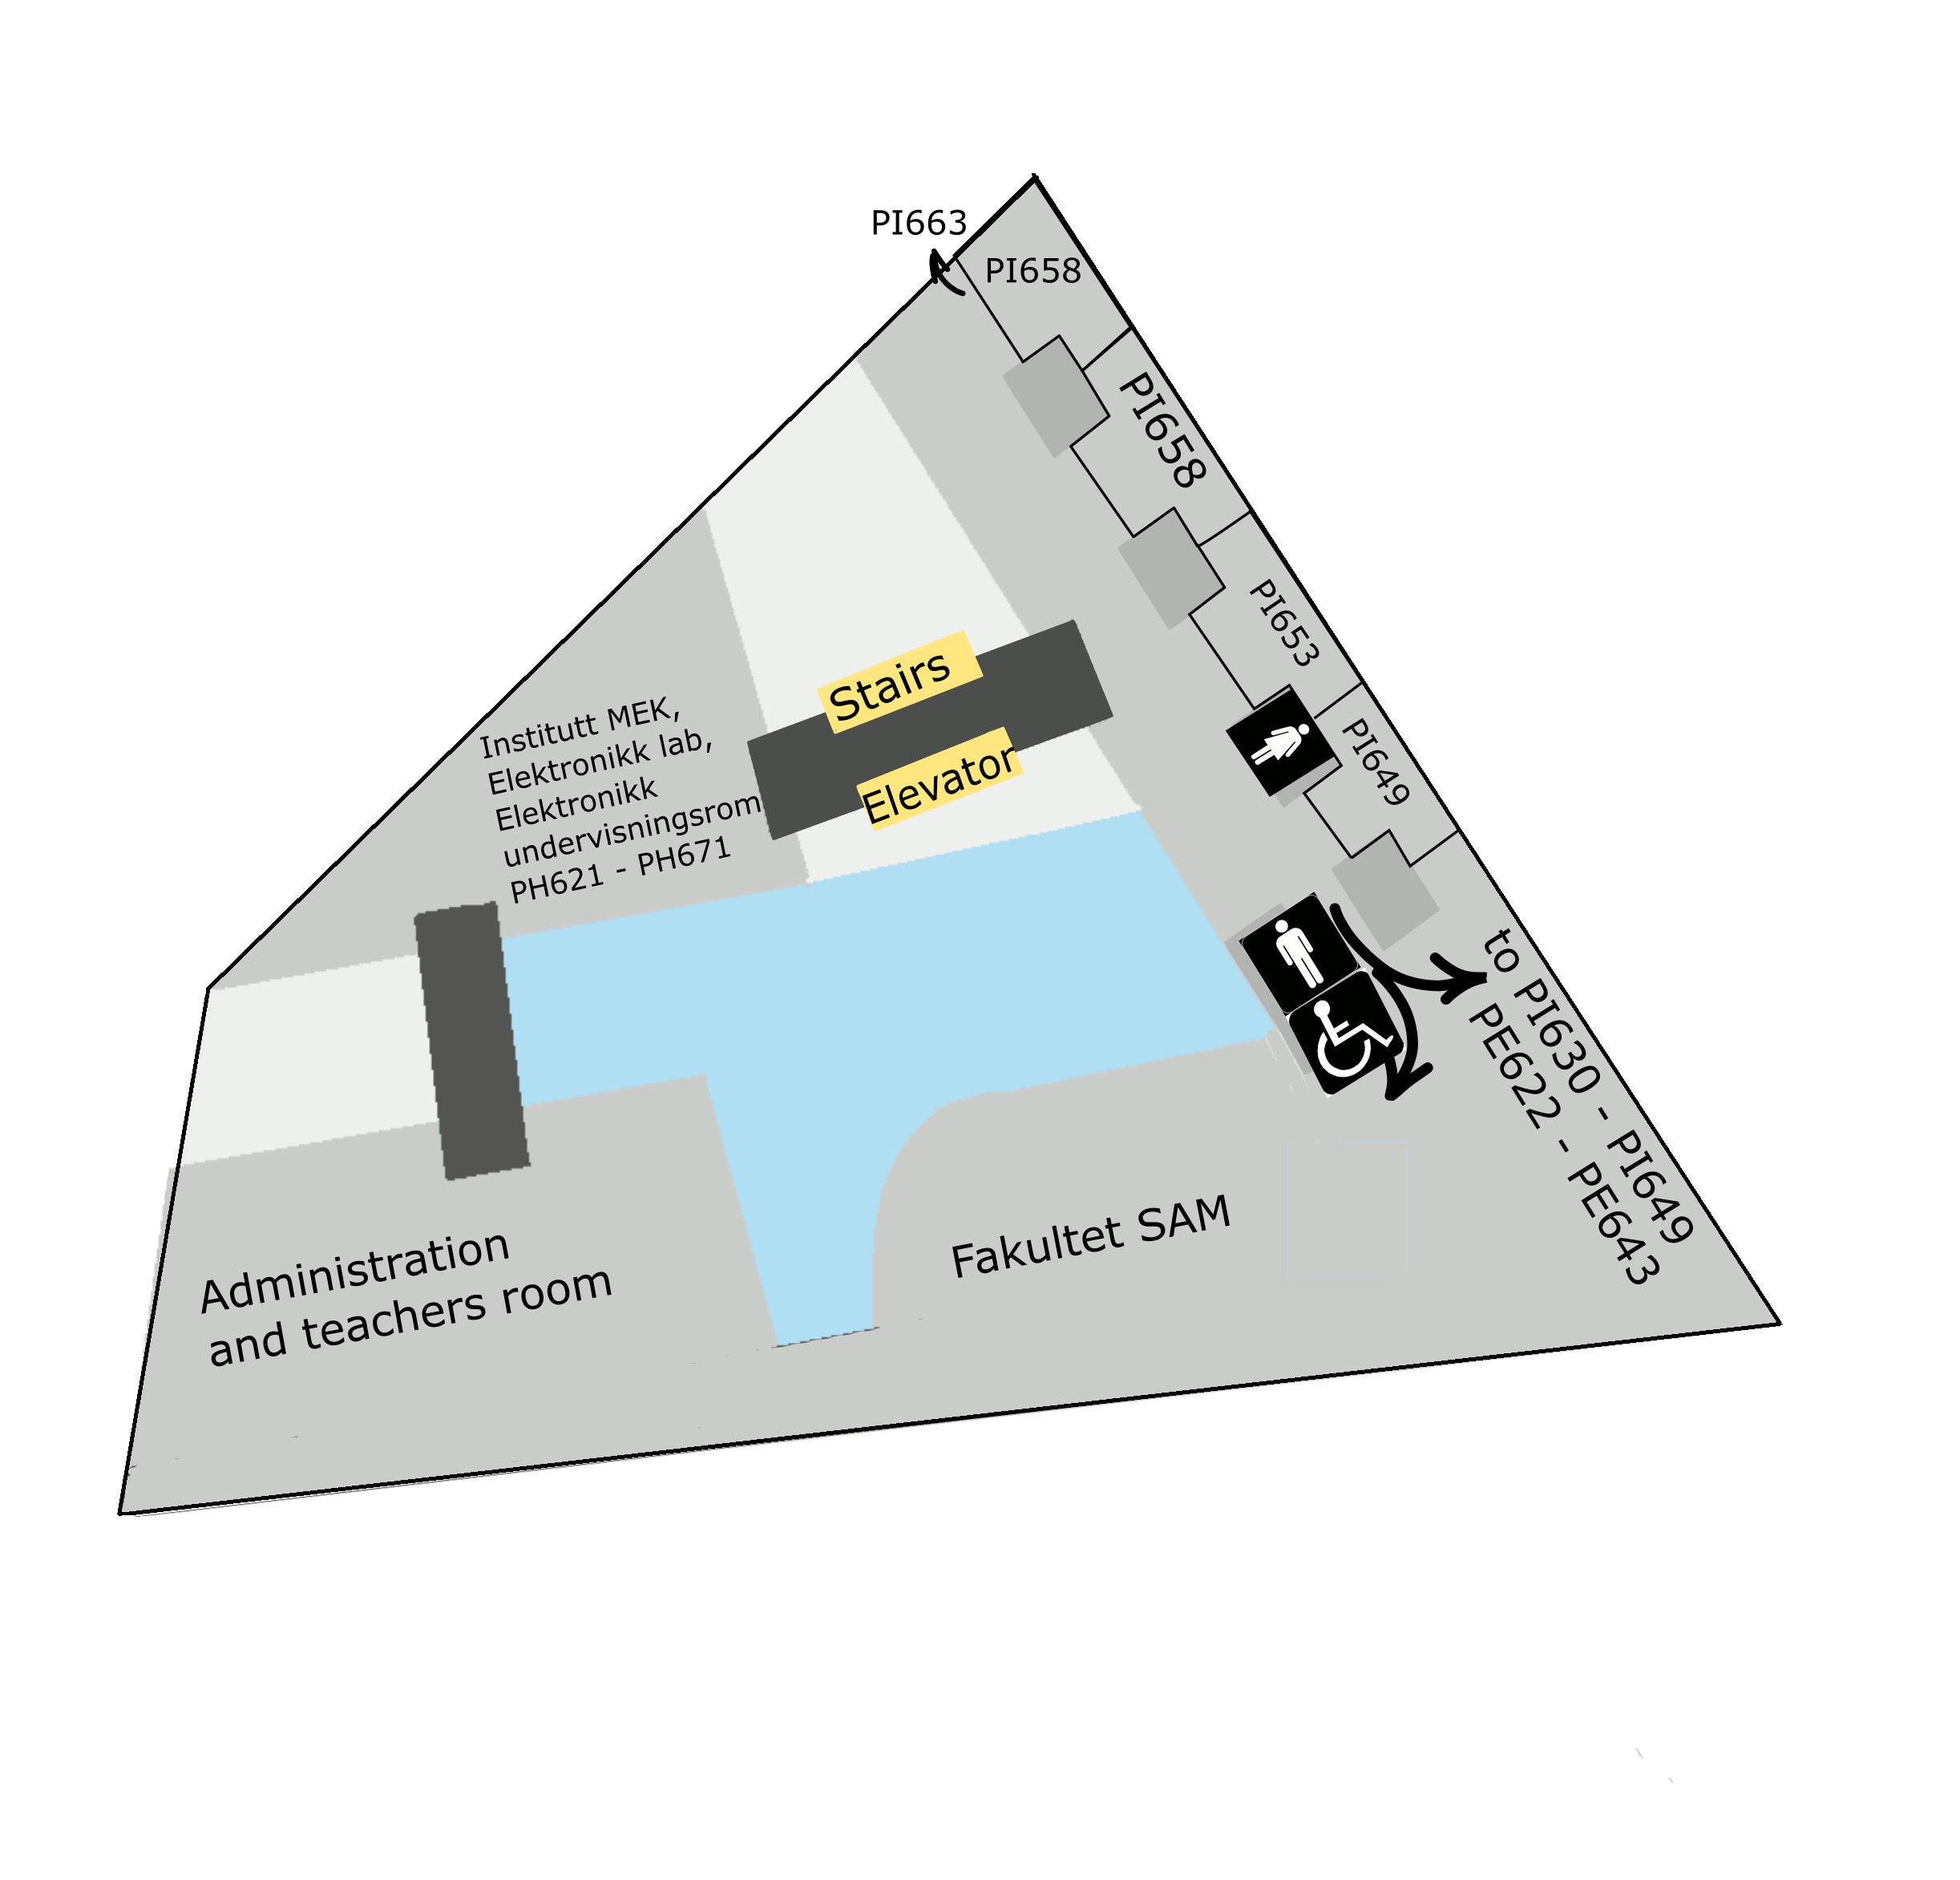 PI663
PI658
PI658
PI653
PI649
Stairs
Elevator
Institutt MEK,
Elektronikk lab,
Elektronikk
undervisningsrom
PH621 - PH671
to PI630 - PI649
PE622 - PE643
Administration
and teachers room
Fakultet SAM